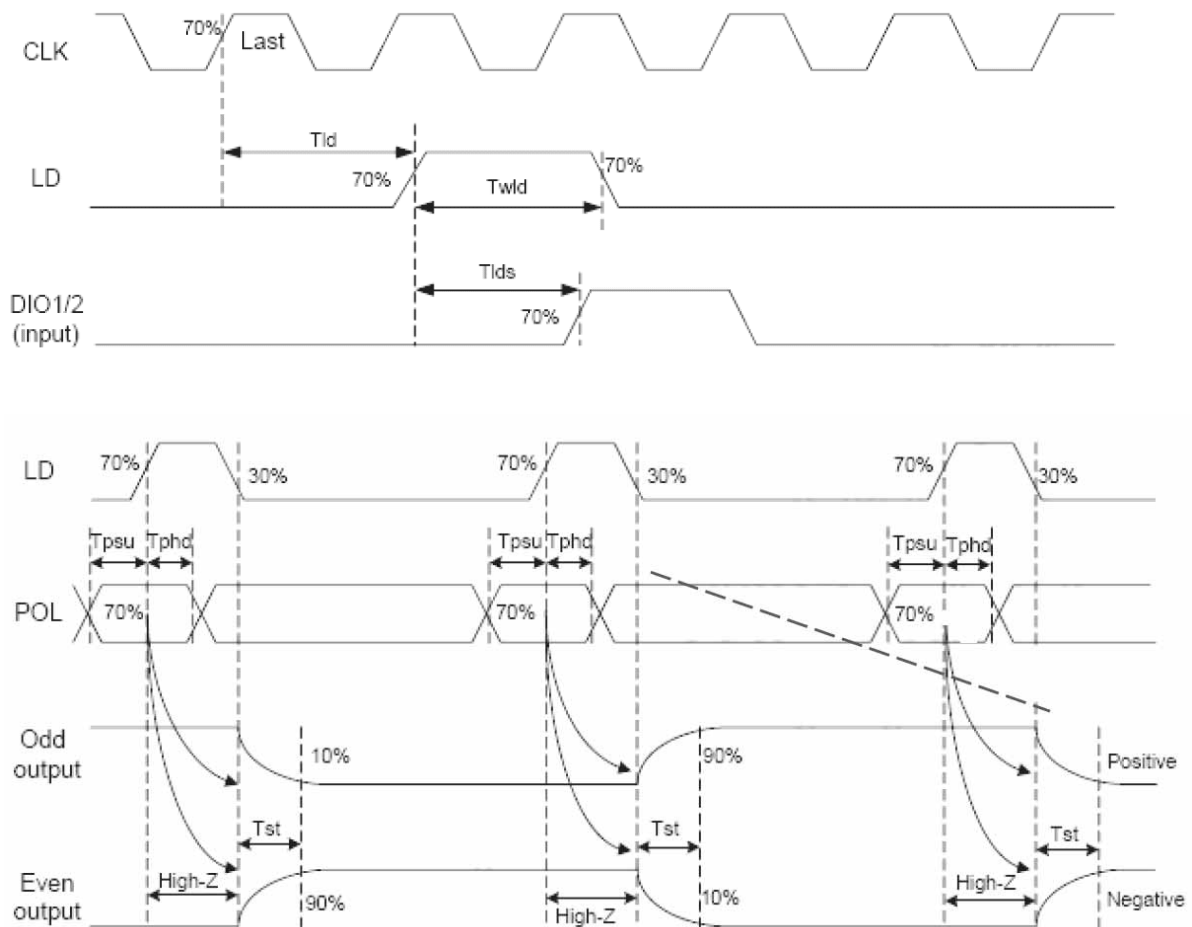 CLK
70%
Last
Tld
LD
70%
70%
Twld
Tlds
DIO1/2
(input)
70%
LD
70%
30%
70%
30%
70%
30%
Tpsu
Tphd
Tpsu
Tphd
Tpsu
Tphd
POL
70%
70%
70%
Odd
output
10%
90%
Positive
Tst
Tst
Tst
Even
output
High-Z
90%
High-Z
10%
High-Z
Negative